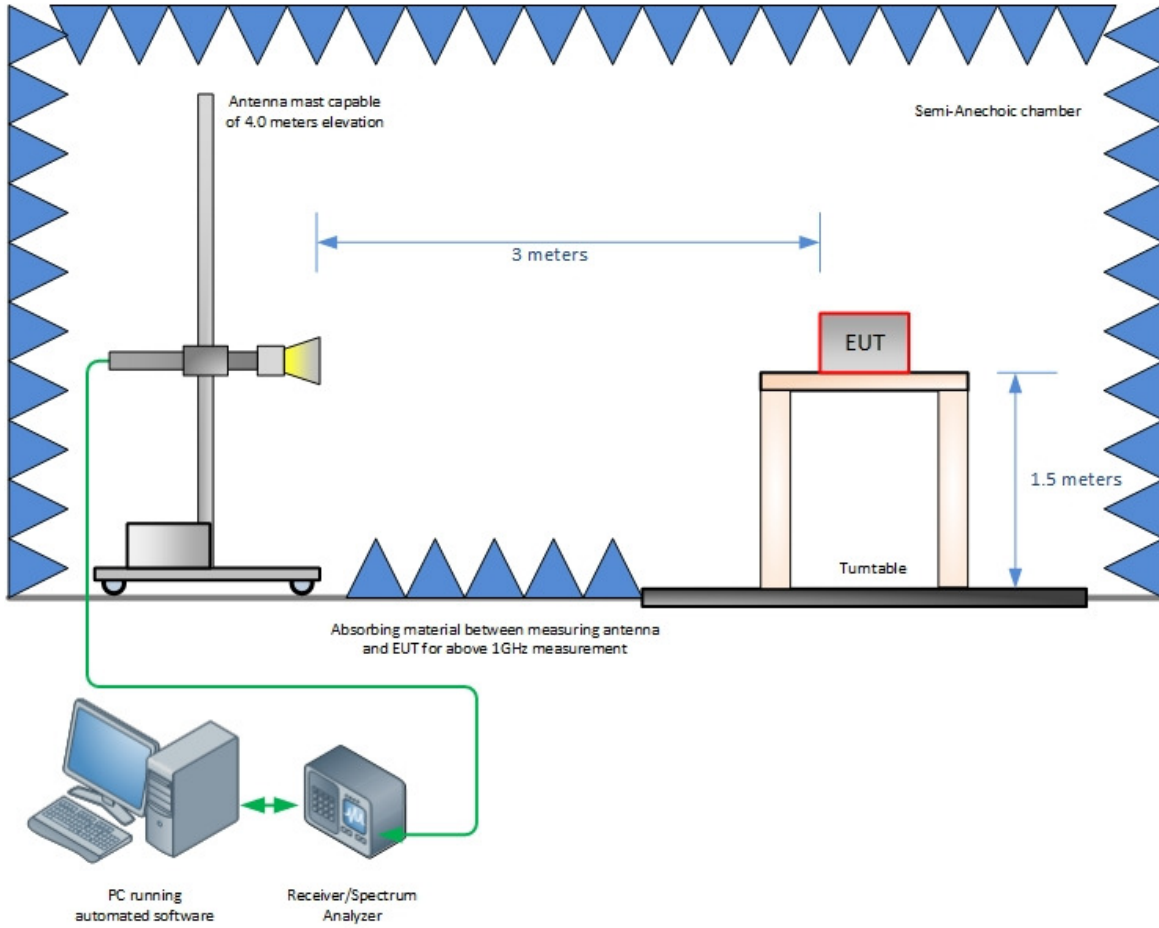 Antenna mast capable
of 4.0 meters elevation
Semi-Anechoic chamber
3 meters
EUT
1.5 meters
Turntable
Absorbing material between measuring antenna
and EUT for above 1GHz measurement
PC running
automated software
Receiver/Spectrum
Analyzer